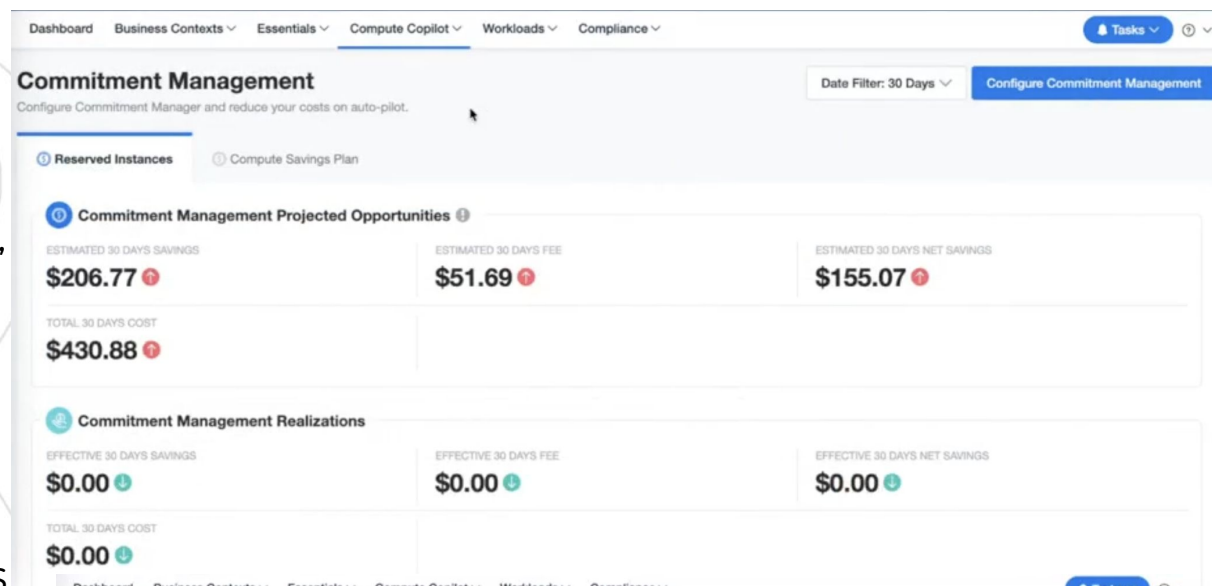 Dashboard Business Contexts Essentials Compute Copilot Workloads Compliance Tasks
Commitment Management
Date Filter: 30 Days Configure Commitment Management
Configure Commitment Manager and reduce your costs on auto-pilot.
Reserved Instances Compute Savings Plan
Commitment Management Projected Opportunities
ESTIMATED 30 DAYS SAVINGS ESTIMATED 30 DAYS FEE ESTIMATED 30 DAYS NET SAVINGS
$206.77 $51.69 $155.07
TOTAL 30 DAYS COST
$430.88
Commitment Management Realizations
EFFECTIVE 30 DAYS SAVINGS EFFECTIVE 30 DAYS FEE EFFECTIVE 30 DAYS NET SAVINGS
$0.00 $0.00 $0.00
TOTAL 30 DAYS COST
$0.00